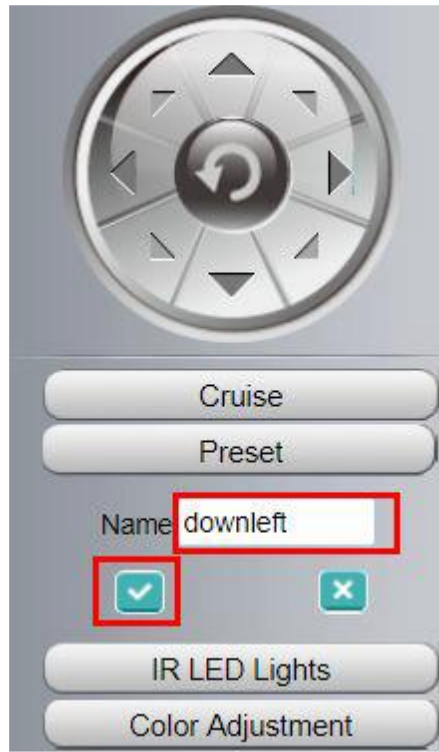 Cruise
Preset
Name downleft
IR LED Lights
Color Adjustment